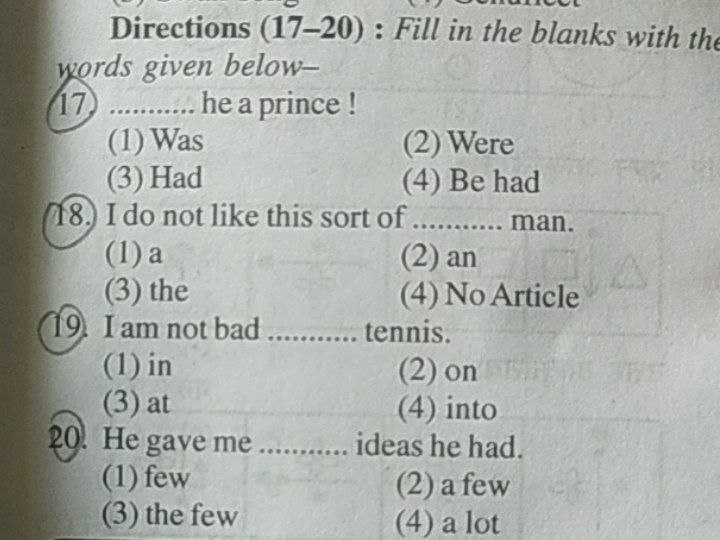 Directions (17–20) : Fill in the blanks with the
words given below–
17. ........... he a prince !
(1) Was (2) Were
(3) Had (4) Be had
18. I do not like this sort of ........... man.
(1) a (2) an
(3) the (4) No Article
19. I am not bad ........... tennis.
(1) in (2) on
(3) at (4) into
20. He gave me ........... ideas he had.
(1) few (2) a few
(3) the few (4) a lot